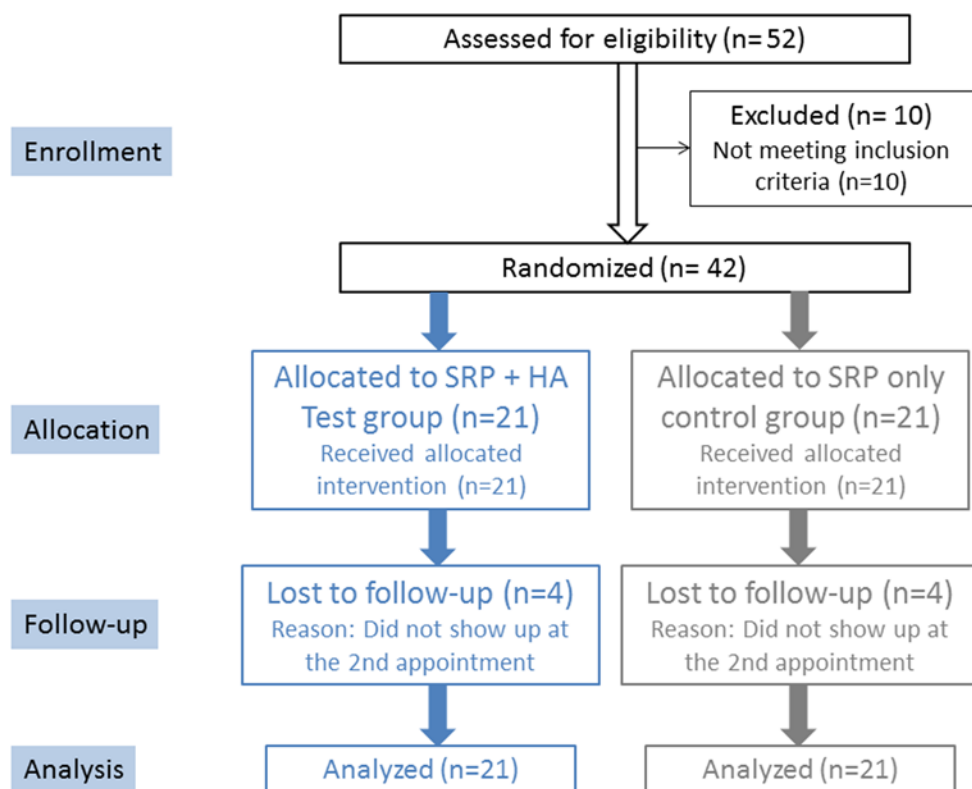 Assessed for eligibility (n= 52)
Enrollment
Excluded (n= 10)
Not meeting inclusion
criteria (n=10)
Randomized (n= 42)
Allocation
Allocated to SRP + HA
Test group (n=21)
Received allocated
intervention (n=21)
Allocated to SRP only
control group (n=21)
Received allocated
intervention (n=21)
Follow-up
Lost to follow-up (n=4)
Reason: Did not show up at
the 2nd appointment
Lost to follow-up (n=4)
Reason: Did not show up at
the 2nd appointment
Analysis
Analyzed (n=21)
Analyzed (n=21)